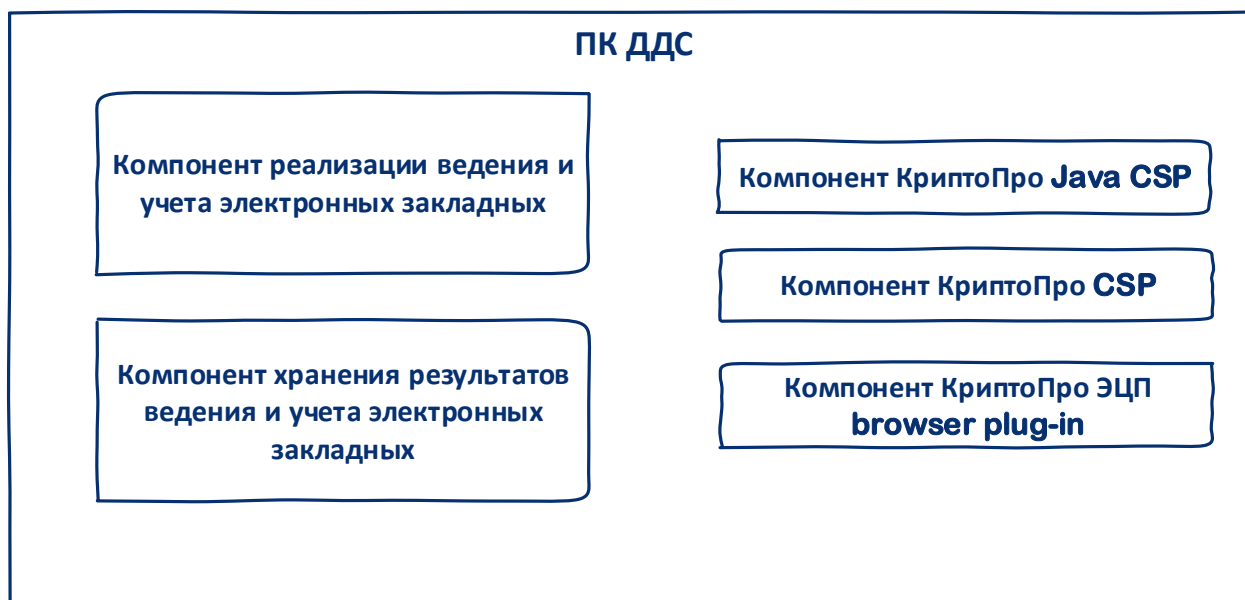 ПК ДДС
Компонент реализации ведения и
учета электронных закладных
Компонент хранения результатов
ведения и учета электронных
закладных
Компонент КриптоПро Java CSP
Компонент КриптоПро CSP
Компонент КриптоПро ЭЦП
browser plug-in